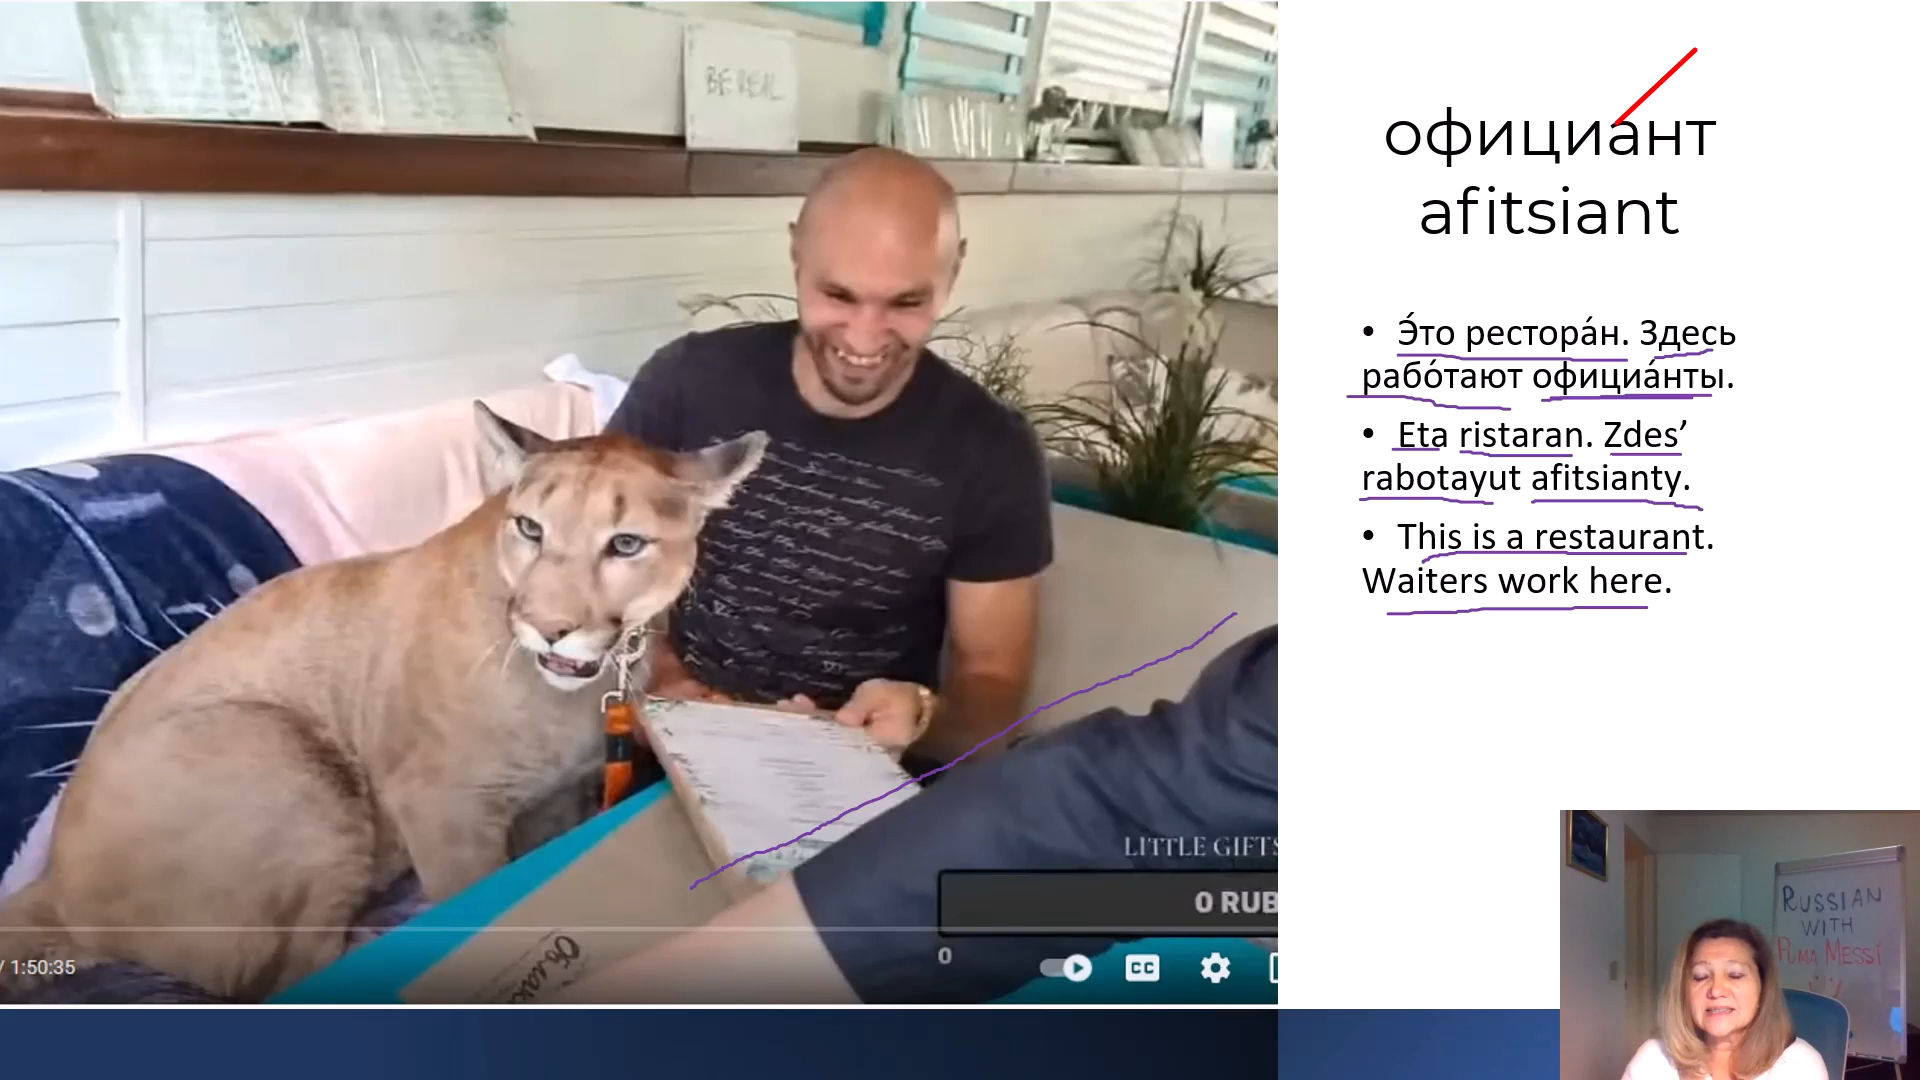 BE REAL
официант
afitsiant
• Э́то рестора́н. Здесь
рабо́тают официа́нты.
• Eta ristaran. Zdes’
rabotayut afitsianty.
• This is a restaurant.
Waiters work here.
LITTLE GIFTS
0 RUB
0
/ 1:50:35
CC
RUSSIAN
WITH
PUMA MESSI